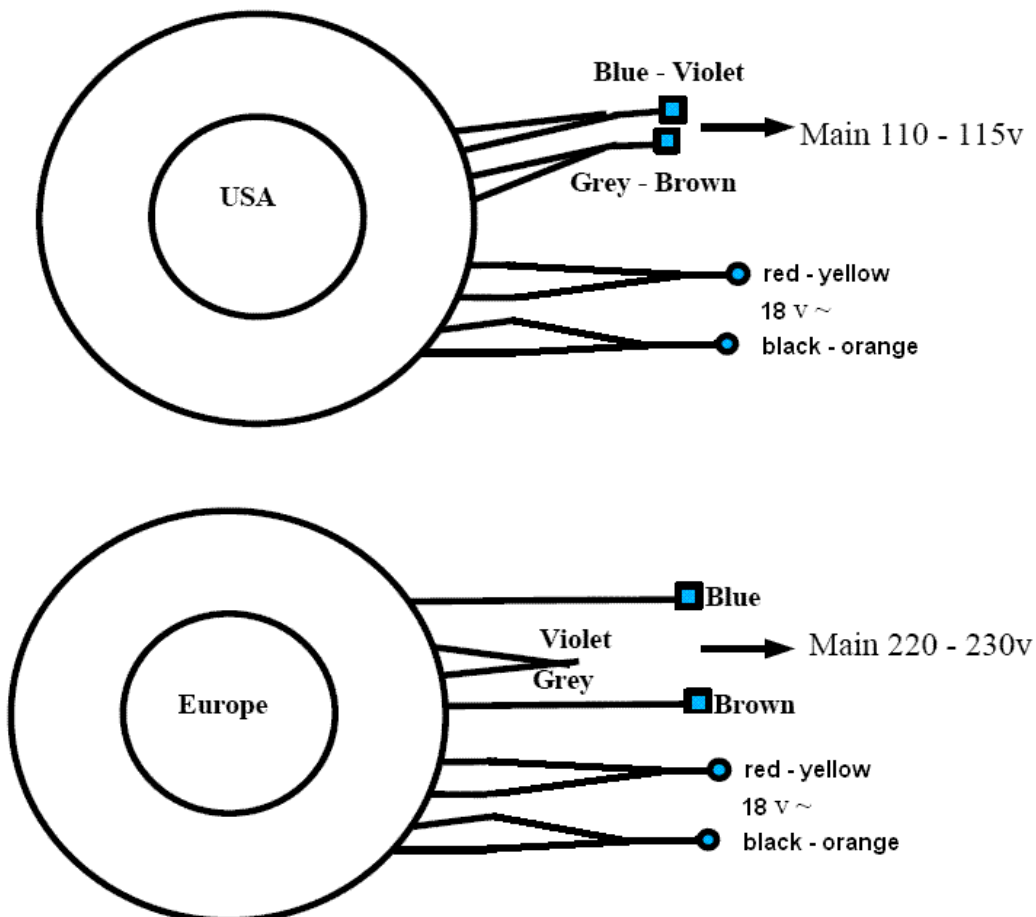 Blue - Violet
Main 110 - 115v
Grey - Brown
USA
red - yellow
18 v ~
black - orange
Blue
Violet
Main 220 - 230v
Grey
Europe
Brown
red - yellow
18 v ~
black - orange